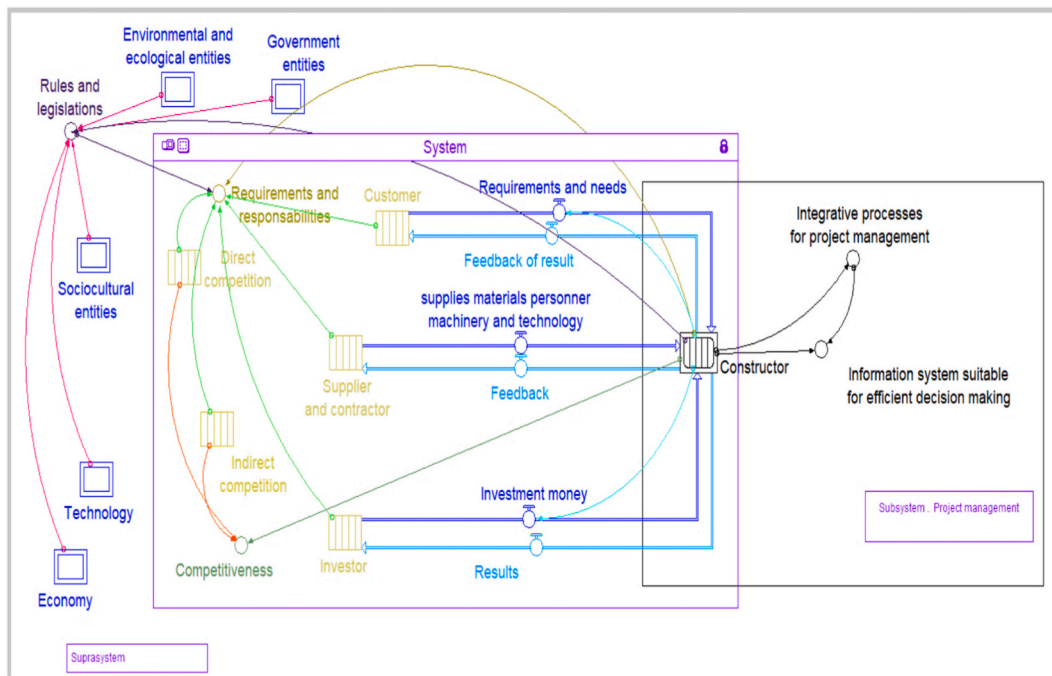 Environmental and
ecological entities
Government
entities
Rules and
legislations
System
Requirements and
responsabilities
Customer
Requirements and needs
Integrative processes
for project management
Direct
competition
Feedback of result
Sociocultural
entities
supplies materials personner
machinery and technology
Constructor
Supplier
and contractor
Feedback
Information system suitable
for efficient decision making
Indirect
competition
Technology
Investment money
Subsystem . Project management
Competitiveness
Investor
Results
Economy
Suprasystem